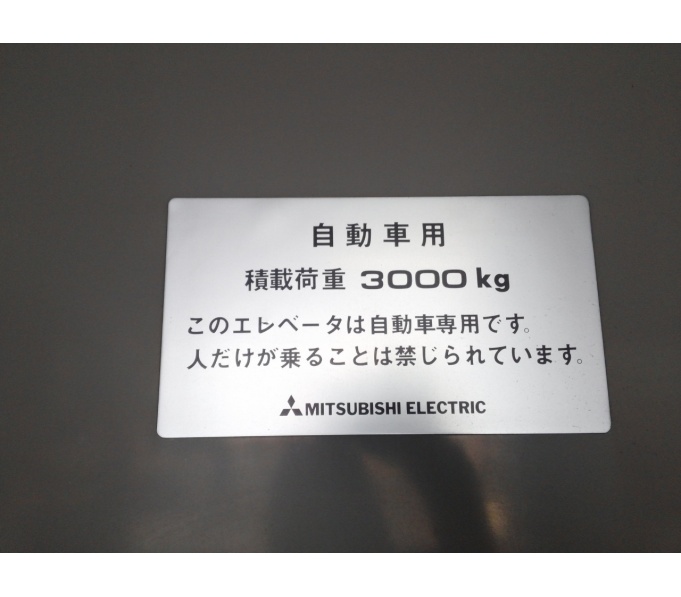 自動車用
積載荷重 3000 kg
このエレベータは自動車専用です。
人だけが乗ることは禁じられています。
MITSUBISHI ELECTRIC